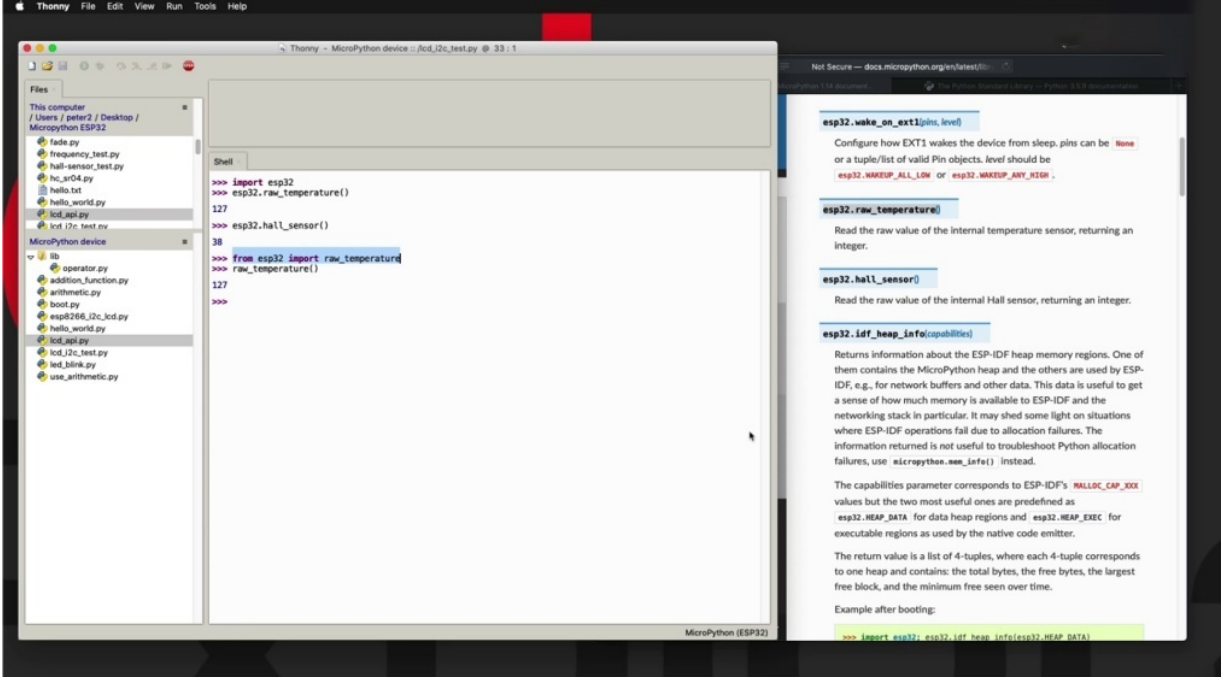 Thonny File Edit View Run Tools Help
Thonny - MicroPython device :: /lcd_i2c_test.py @ 33 : 1
Files
This computer
/ Users / peter2 / Desktop /
Micropython ESP32
fade.py
frequency_test.py
hall-sensor_test.py
hc_sr04.py
hello.txt
hello_world.py
lcd_api.py
lcd_i2c_test.py
MicroPython device
lib
operator.py
addition_function.py
arithmetic.py
boot.py
esp8266_i2c_lcd.py
hello_world.py
lcd_api.py
lcd_i2c_test.py
led_blink.py
use_arithmetic.py
Shell
>>> import esp32
>>> esp32.raw_temperature()
127
>>> esp32.hall_sensor()
38
>>> from esp32 import raw_temperature
>>> raw_temperature()
127
>>>
MicroPython (ESP32)
Not Secure — docs.micropython.org/en/latest/
MicroPython 1.14 document...
The Python Standard Library — Python 3.5.9 documentation
esp32.wake_on_ext1(pins, level)
Configure how EXT1 wakes the device from sleep. pins can be None
or a tuple/list of valid Pin objects. level should be
esp32.WAKEUP_ALL_LOW or esp32.WAKEUP_ANY_HIGH .
esp32.raw_temperature()
Read the raw value of the internal temperature sensor, returning an
integer.
esp32.hall_sensor()
Read the raw value of the internal Hall sensor, returning an integer.
esp32.idf_heap_info(capabilities)
Returns information about the ESP-IDF heap memory regions. One of
them contains the MicroPython heap and the others are used by ESP-
IDF, e.g., for network buffers and other data. This data is useful to get
a sense of how much memory is available to ESP-IDF and the
networking stack in particular. It may shed some light on situations
where ESP-IDF operations fail due to allocation failures. The
information returned is not useful to troubleshoot Python allocation
failures, use micropython.mem_info() instead.
The capabilities parameter corresponds to ESP-IDF's MALLOC_CAP_XXX
values but the two most useful ones are predefined as
esp32.HEAP_DATA for data heap regions and esp32.HEAP_EXEC for
executable regions as used by the native code emitter.
The return value is a list of 4-tuples, where each 4-tuple corresponds
to one heap and contains: the total bytes, the free bytes, the largest
free block, and the minimum free seen over time.
Example after booting:
>>> import esp32; esp32.idf_heap_info(esp32.HEAP_DATA)